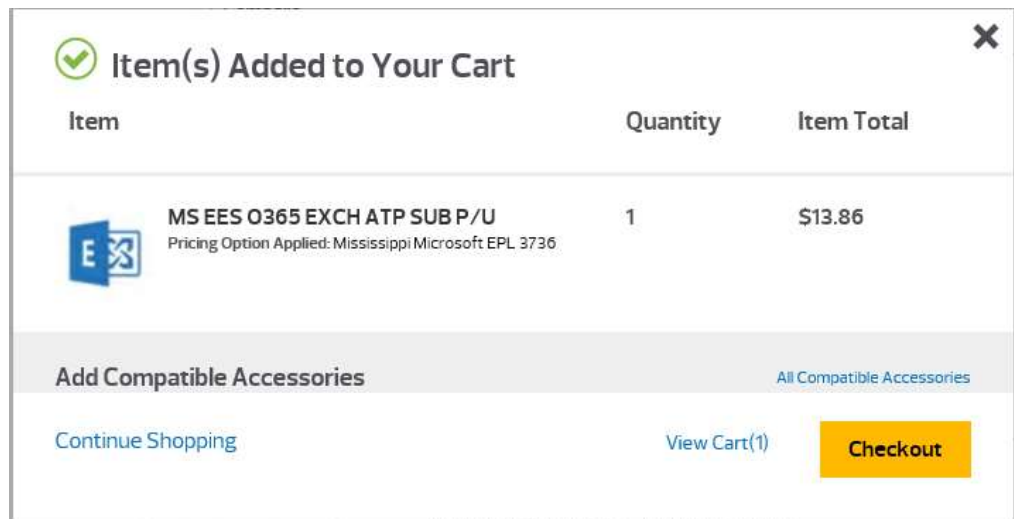 Item(s) Added to Your Cart
Item Quantity Item Total
MS EES O365 EXCH ATP SUB P/U 1 $13.86
Pricing Option Applied: Mississippi Microsoft EPL 3736
E
Add Compatible Accessories All Compatible Accessories
Continue Shopping View Cart(1) Checkout